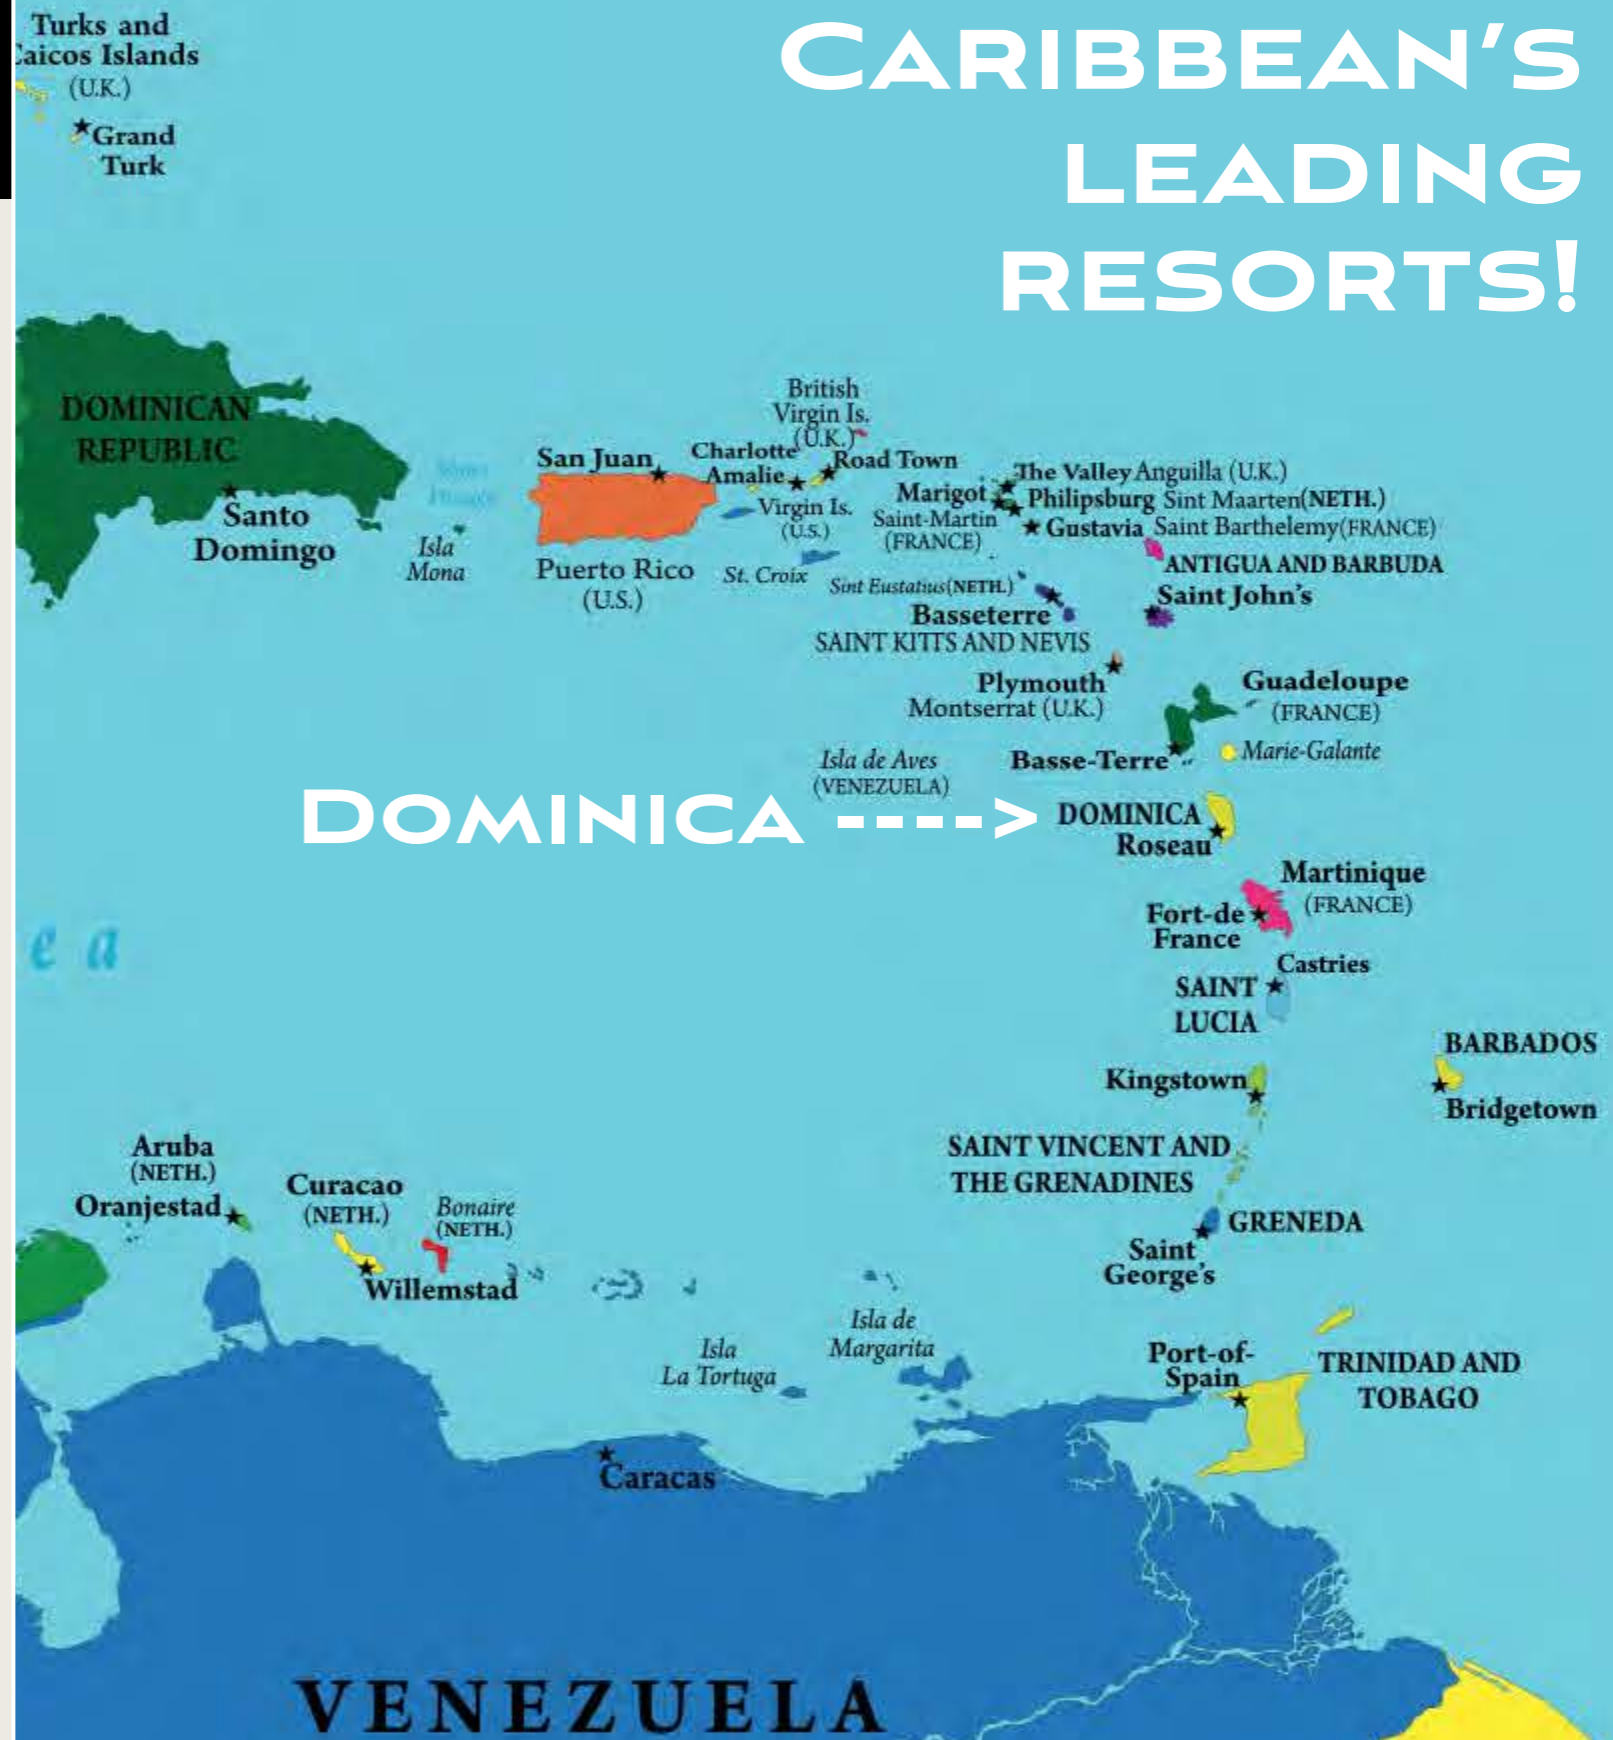 Turks and
Caicos Islands
(U.K.)
Grand
Turk
CARIBBEAN'S
LEADING
RESORTS!
DOMINICAN
REPUBLIC
Santo
Domingo
Isla
Mona
San Juan
Puerto Rico
(U.S.)
British
Virgin Is.
(U.K.)
Charlotte
Amalie
Road Town
Virgin Is.
(U.S.)
St. Croix
The Valley Anguilla (U.K.)
Marigot
Saint-Martin
(FRANCE)
Philipsburg Sint Maarten(NETH.)
Gustavia Saint Barthelemy(FRANCE)
ANTIGUA AND BARBUDA
Saint John's
Sint Eustatius(NETH.)
Basseterre
SAINT KITTS AND NEVIS
Plymouth
Montserrat (U.K.)
Guadeloupe
(FRANCE)
Basse-Terre
Marie-Galante
Isla de Aves
(VENEZUELA)
DOMINICA ---->
DOMINICA
Roseau
Martinique
(FRANCE)
Fort-de
France
e a
Castries
SAINT
LUCIA
BARBADOS
Bridgetown
Kingstown
SAINT VINCENT AND
THE GRENADINES
GRENEDA
Saint
George's
Aruba
(NETH.)
Oranjestad
Curacao
(NETH.)
Willemstad
Bonaire
(NETH.)
Isla
La Tortuga
Isla de
Margarita
Port-of-
Spain
TRINIDAD AND
TOBAGO
Caracas
VENEZUELA